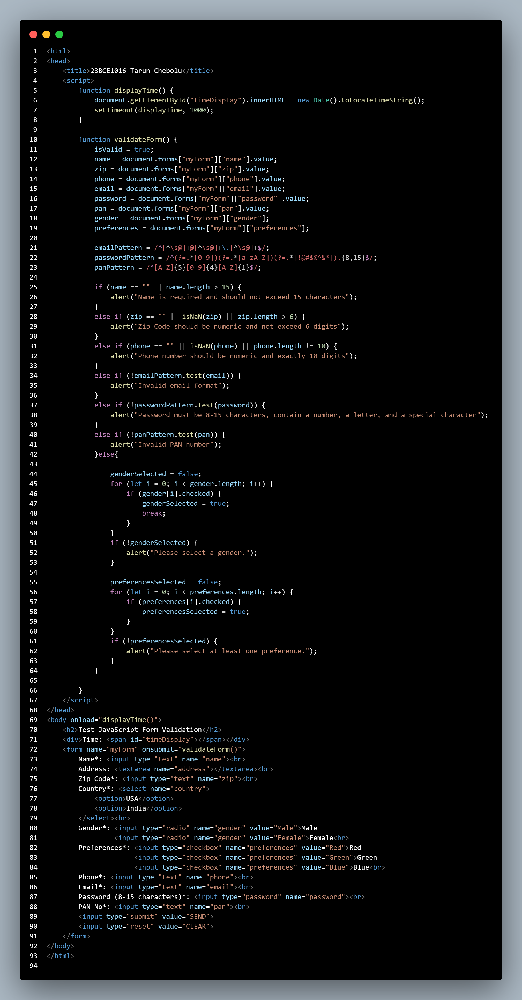 1 <html>
2 <head>
3     <title>23BCE1016 Tarun Chebolu</title>
4     <script>
5         function displayTime() {
6             document.getElementById("timeDisplay").innerHTML = new Date().toLocaleTimeString();
7             setTimeout(displayTime, 1000);
8         }
9
10         function validateForm() {
11             isValid = true;
12             name = document.forms["myForm"]["name"].value;
13             zip = document.forms["myForm"]["zip"].value;
14             phone = document.forms["myForm"]["phone"].value;
15             email = document.forms["myForm"]["email"].value;
16             password = document.forms["myForm"]["password"].value;
17             pan = document.forms["myForm"]["pan"].value;
18             gender = document.forms["myForm"]["gender"];
19             preferences = document.forms["myForm"]["preferences"];
20
21             emailPattern = /^[^\s@]+@[^\s@]+\.[^\s@]+$/;
22             passwordPattern = /^(?=.*[0-9])(?=.*[a-zA-Z])(?=.*[!@#$%^&*]).{8,15}$/;
23             panPattern = /^[A-Z]{5}[0-9]{4}[A-Z]{1}$/;
24
25             if (name == "" || name.length > 15) {
26                 alert("Name is required and should not exceed 15 characters");
27             }
28             else if (zip == "" || isNaN(zip) || zip.length > 6) {
29                 alert("Zip Code should be numeric and not exceed 6 digits");
30             }
31             else if (phone == "" || isNaN(phone) || phone.length != 10) {
32                 alert("Phone number should be numeric and exactly 10 digits");
33             }
34             else if (!emailPattern.test(email)) {
35                 alert("Invalid email format");
36             }
37             else if (!passwordPattern.test(password)) {
38                 alert("Password must be 8-15 characters, contain a number, a letter, and a special character");
39             }
40             else if (!panPattern.test(pan)) {
41                 alert("Invalid PAN number");
42             }else{
43
44                 genderSelected = false;
45                 for (let i = 0; i < gender.length; i++) {
46                     if (gender[i].checked) {
47                         genderSelected = true;
48                         break;
49                     }
50                 }
51                 if (!genderSelected) {
52                     alert("Please select a gender.");
53                 }
54
55                 preferencesSelected = false;
56                 for (let i = 0; i < preferences.length; i++) {
57                     if (preferences[i].checked) {
58                         preferencesSelected = true;
59                     }
60                 }
61                 if (!preferencesSelected) {
62                     alert("Please select at least one preference.");
63                 }
64             }
65
66         }
67     </script>
68 </head>
69 <body onload="displayTime()">
70     <h2>Test JavaScript Form Validation</h2>
71     <div>Time: <span id="timeDisplay"></span></div>
72     <form name="myForm" onsubmit="validateForm()">
73         Name*: <input type="text" name="name"><br>
74         Address: <textarea name="address"></textarea><br>
75         Zip Code*: <input type="text" name="zip"><br>
76         Country*: <select name="country">
77             <option>USA</option>
78             <option>India</option>
79         </select><br>
80         Gender*: <input type="radio" name="gender" value="Male">Male
81                  <input type="radio" name="gender" value="Female">Female<br>
82         Preferences*: <input type="checkbox" name="preferences" value="Red">Red
83                       <input type="checkbox" name="preferences" value="Green">Green
84                       <input type="checkbox" name="preferences" value="Blue">Blue<br>
85         Phone*: <input type="text" name="phone"><br>
86         Email*: <input type="text" name="email"><br>
87         Password (8-15 characters)*: <input type="password" name="password"><br>
88         PAN No*: <input type="text" name="pan"><br>
89         <input type="submit" value="SEND">
90         <input type="reset" value="CLEAR">
91     </form>
92 </body>
93 </html>
94